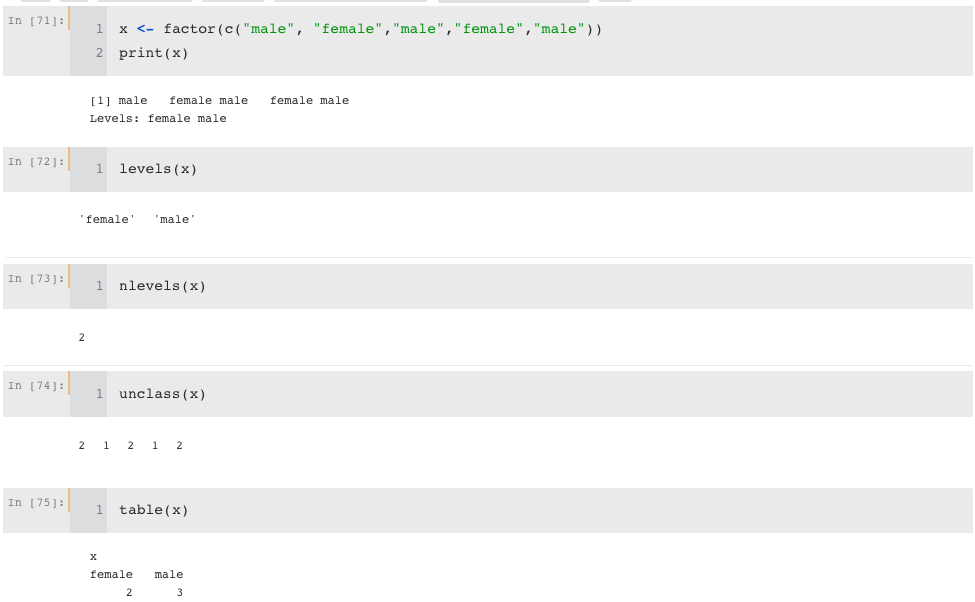 In [71]:
1 x <- factor(c("male", "female","male","female","male"))
2 print(x)
[1] male   female male   female male
Levels: female male
In [72]:
1 levels(x)
'female'  'male'
In [73]:
1 nlevels(x)
2
In [74]:
1 unclass(x)
2 1 2 1 2
In [75]:
1 table(x)
x
female   male
2      3